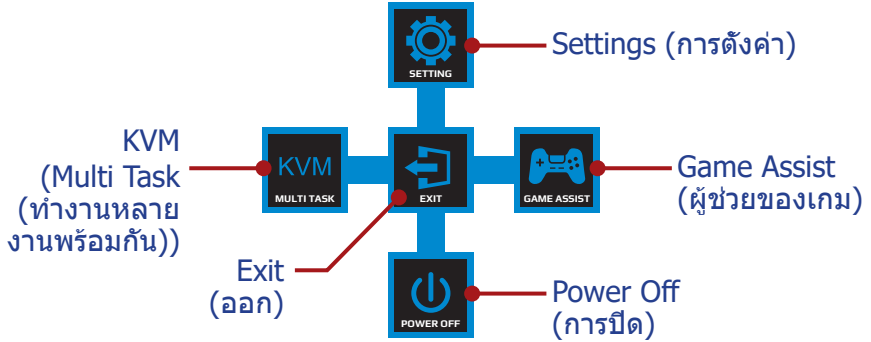 SETTING
Settings (การตั้งค่า)
KVM
(Multi Task
(ทำงานหลาย
งานพร้อมกัน))
KVM
MULTI TASK
EXIT
GAME ASSIST
Game Assist
(ผู้ช่วยของเกม)
Exit
(ออก)
POWER OFF
Power Off
(การปิด)